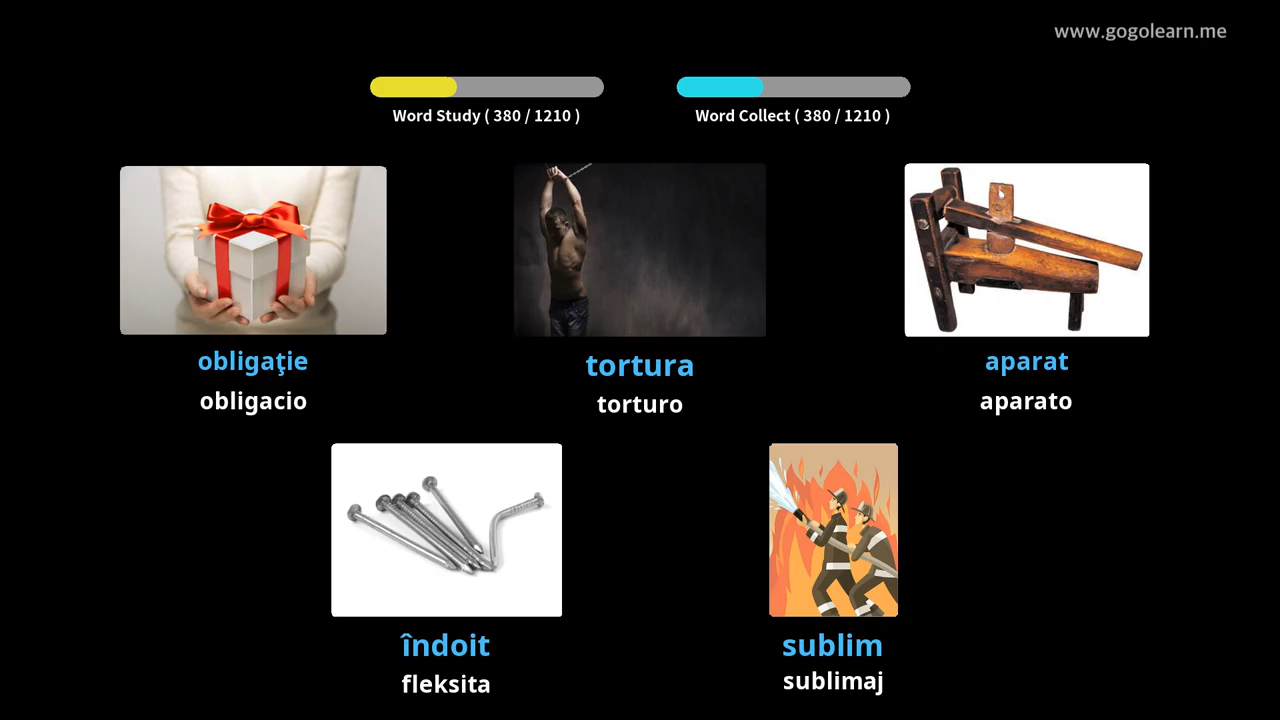 www.gogolearn.me
Word Study ( 380 / 1210 )
Word Collect ( 380 / 1210 )
obligaţie
obligacio
tortura
torturo
aparat
aparato
îndoit
fleksita
sublim
sublimaj